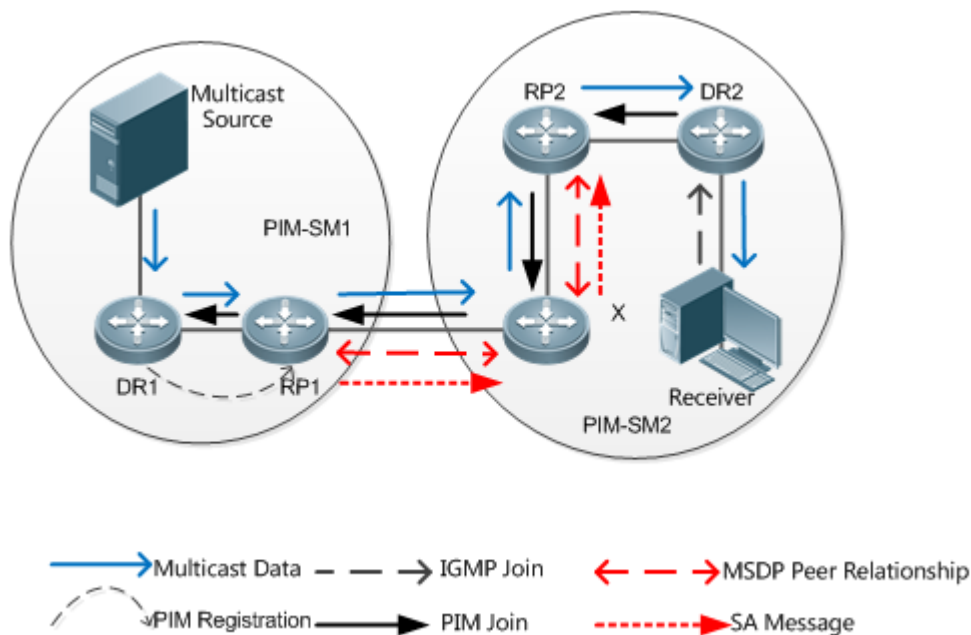 Multicast
Source
PIM-SM1
DR1
RP1
RP2
DR2
X
Receiver
PIM-SM2
Multicast Data
IGMP Join
MSDP Peer Relationship
PIM Registration
PIM Join
SA Message